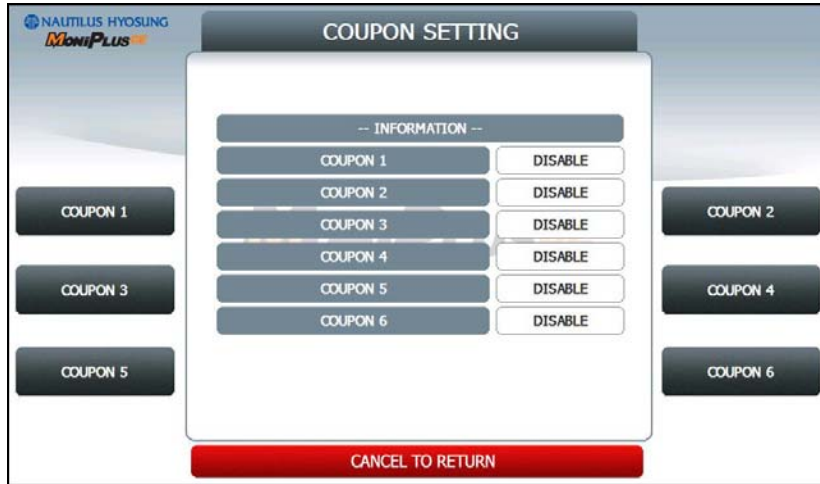 NAUTILUS HYOSUNG
MONIPLUS
COUPON SETTING
-- INFORMATION --
COUPON 1 DISABLE
COUPON 2 DISABLE
COUPON 3 DISABLE
COUPON 4 DISABLE
COUPON 5 DISABLE
COUPON 6 DISABLE
COUPON 1
COUPON 2
COUPON 3
COUPON 4
COUPON 5
COUPON 6
CANCEL TO RETURN